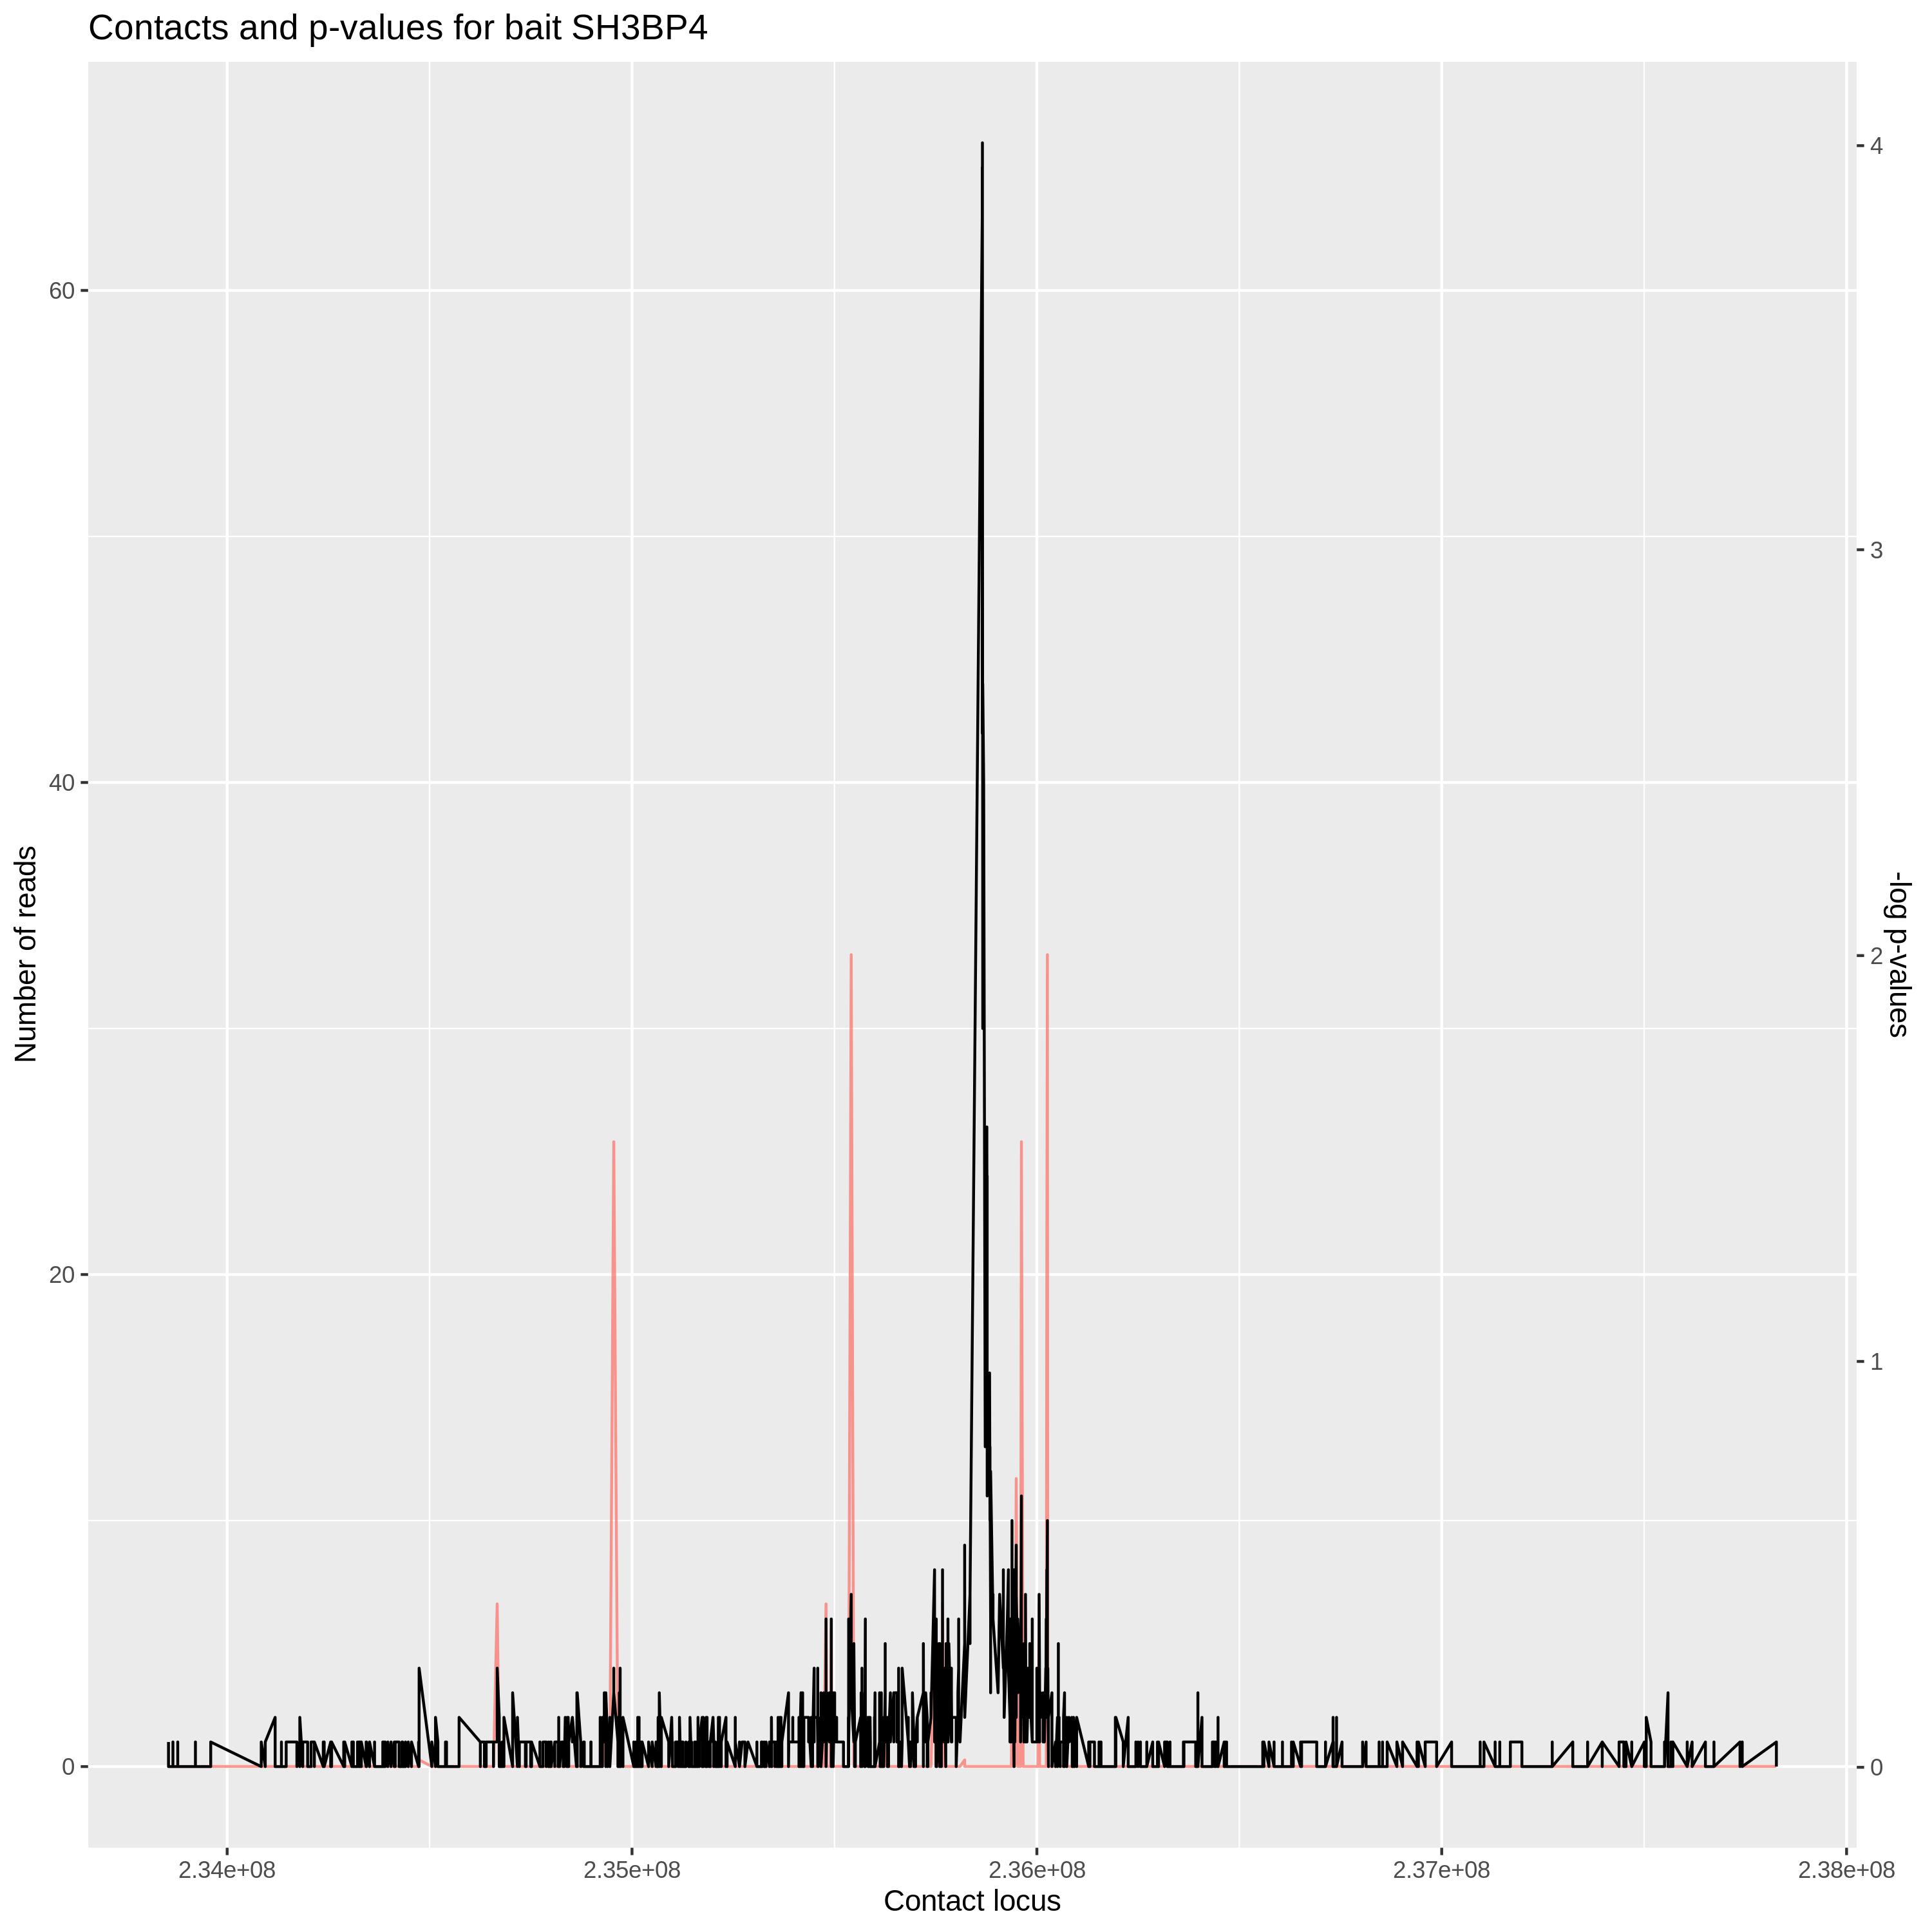 Contacts and p-values for bait SH3BP4
Number of reads
60
40
20
0
4
3
2
1
0
-log p-values
2.34e+08
2.35e+08
2.36e+08
2.37e+08
2.38e+08
Contact locus